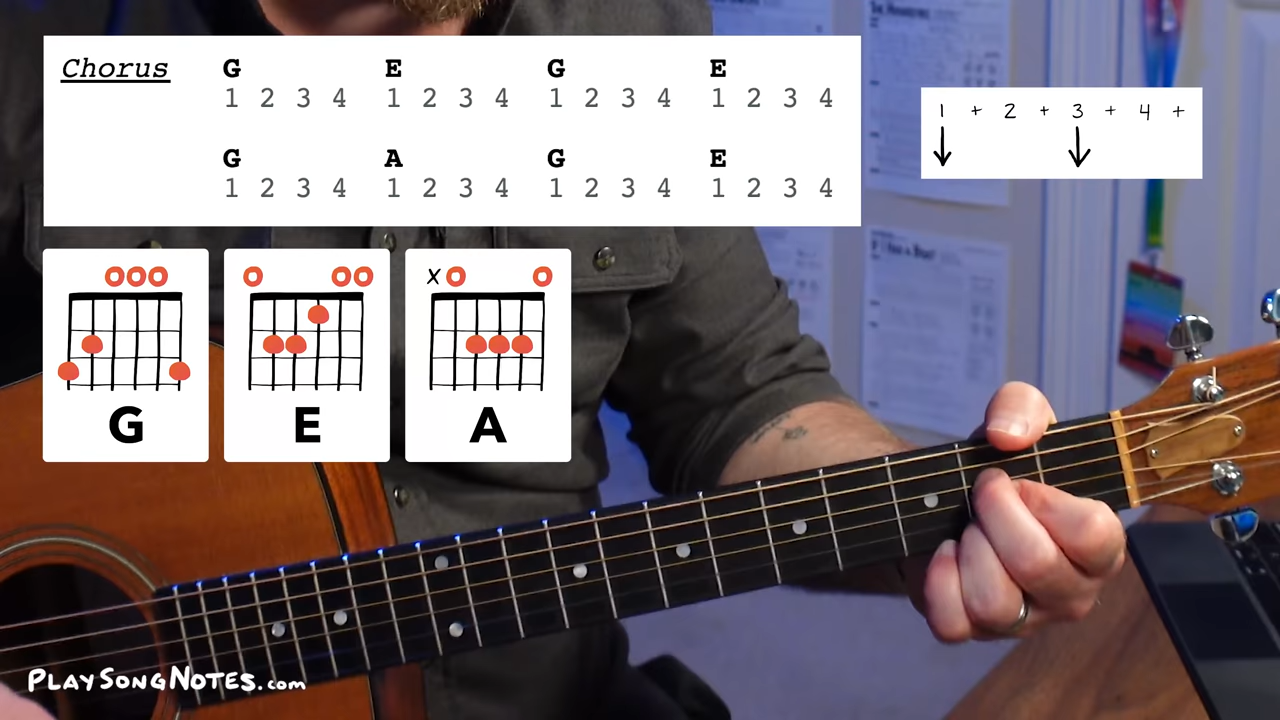 Chorus G E G E
1 2 3 4 1 2 3 4 1 2 3 4 1 2 3 4
G A G E
1 2 3 4 1 2 3 4 1 2 3 4 1 2 3 4
1 + 2 + 3 + 4 +
X
G
E
A
PLAYSONGNOTES.COM